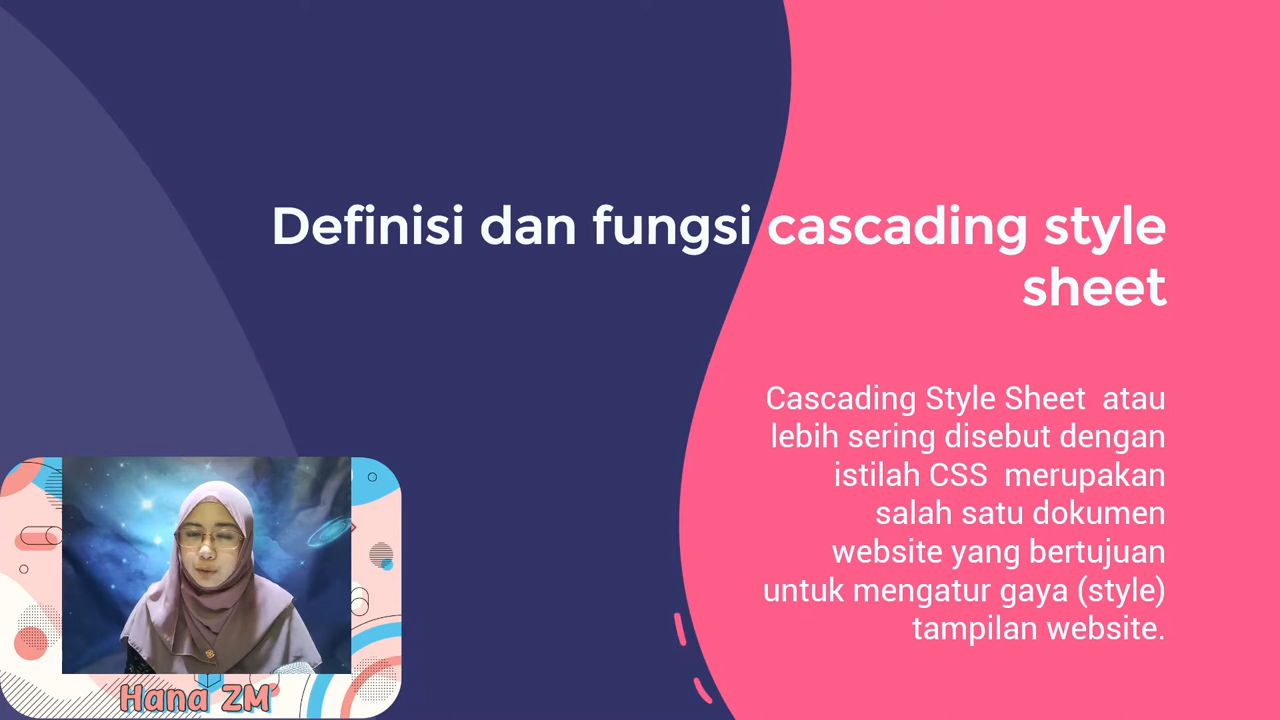 Definisi dan fungsi cascading style
sheet
Cascading Style Sheet atau
lebih sering disebut dengan
istilah CSS merupakan
salah satu dokumen
website yang bertujuan
untuk mengatur gaya (style)
tampilan website.
Hana ZM